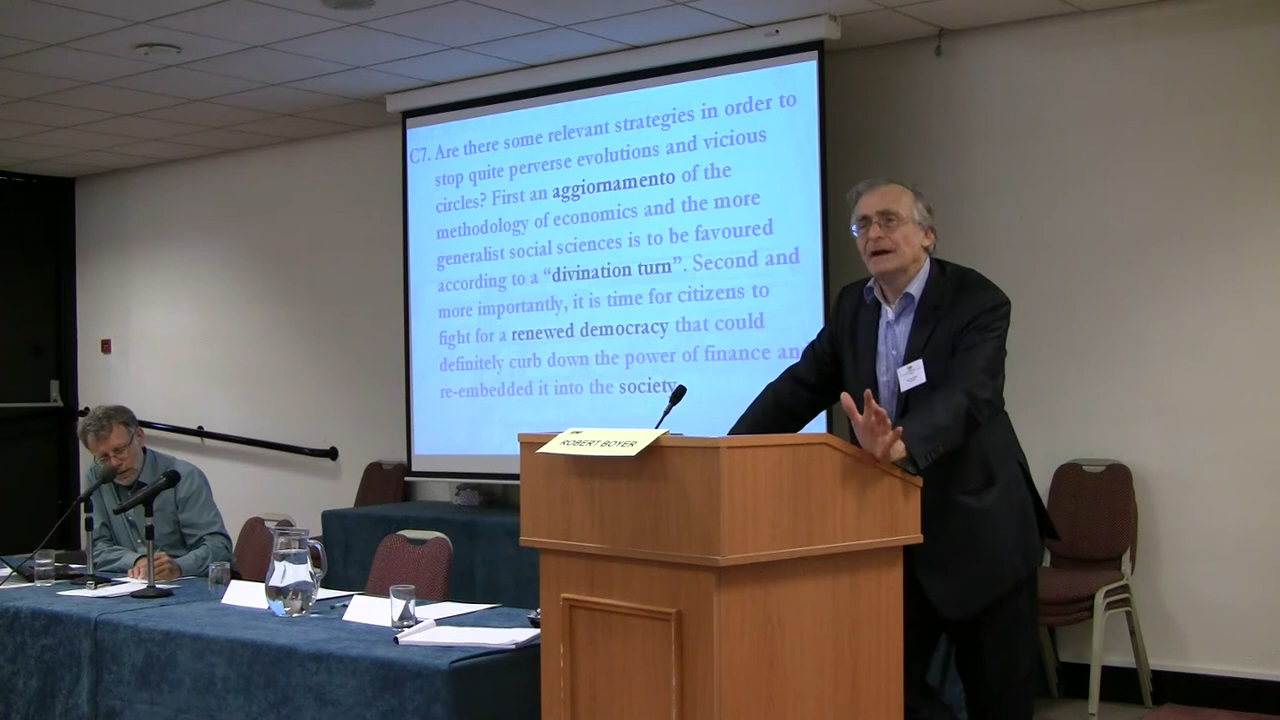 C7. Are there some relevant strategies in order to
stop quite perverse evolutions and vicious
circles? First an aggiornamento of the
methodology of economics and the more
generalist social sciences is to be favoured
according to a “divination turn”. Second and
more importantly, it is time for citizens to
fight for a renewed democracy that could
definitely curb down the power of finance an
re-embedded it into the society
ROBERT BOYER